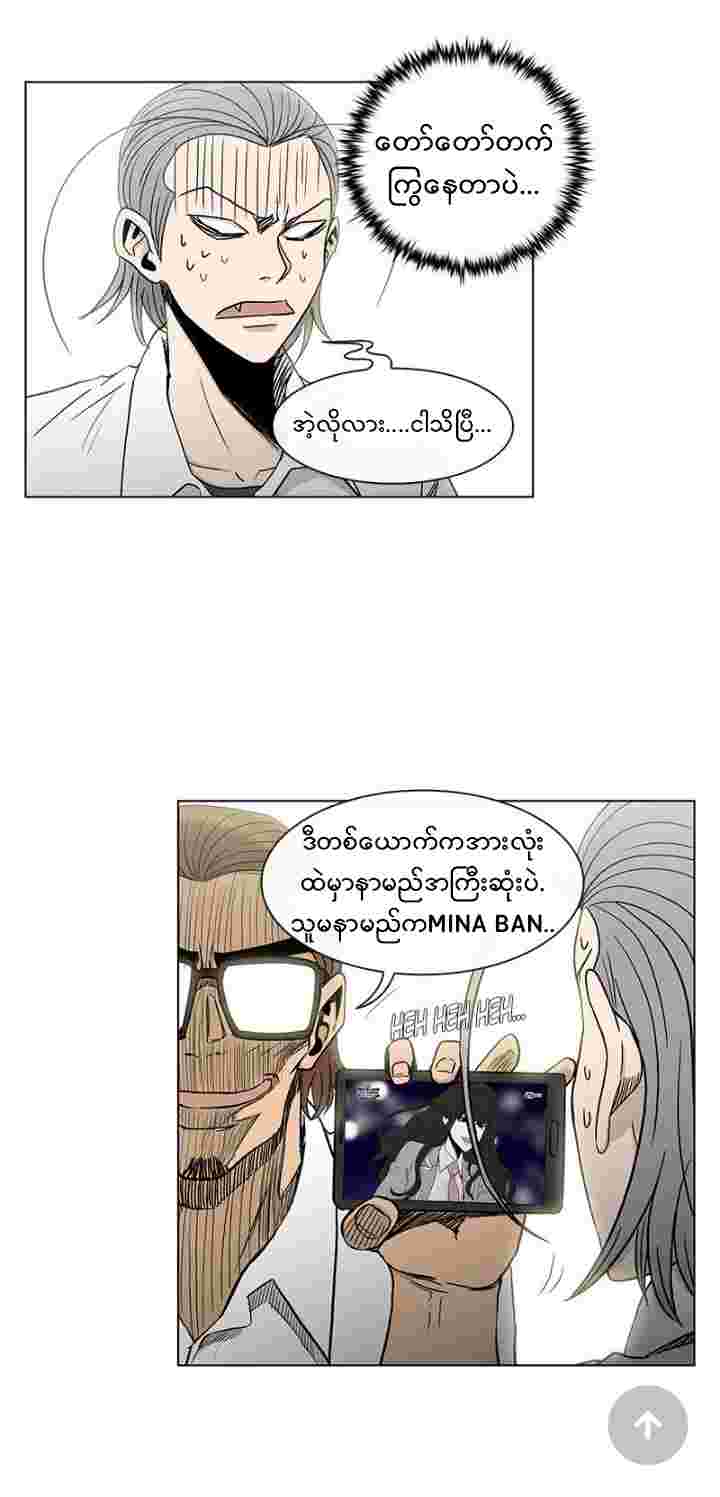 တော်တော်တက်
ကြွနေတာပဲ...
အဲ့လိုလား....ငါသိပြီ...
ဒီတစ်ယောက်ကအားလုံး
ထဲမှာနာမည်အကြီးဆုံးပဲ.
သူမနာမည်ကMINA BAN..
HEH HEH HEH...